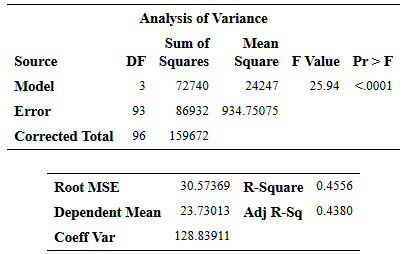 Analysis of Variance
Source DF Sum of Squares Mean Square F Value Pr > F
Model 3 72740 24247 25.94 <.0001
Error 93 86932 934.75075
Corrected Total 96 159672
Root MSE 30.57369 R-Square 0.4556
Dependent Mean 23.73013 Adj R-Sq 0.4380
Coeff Var 128.83911